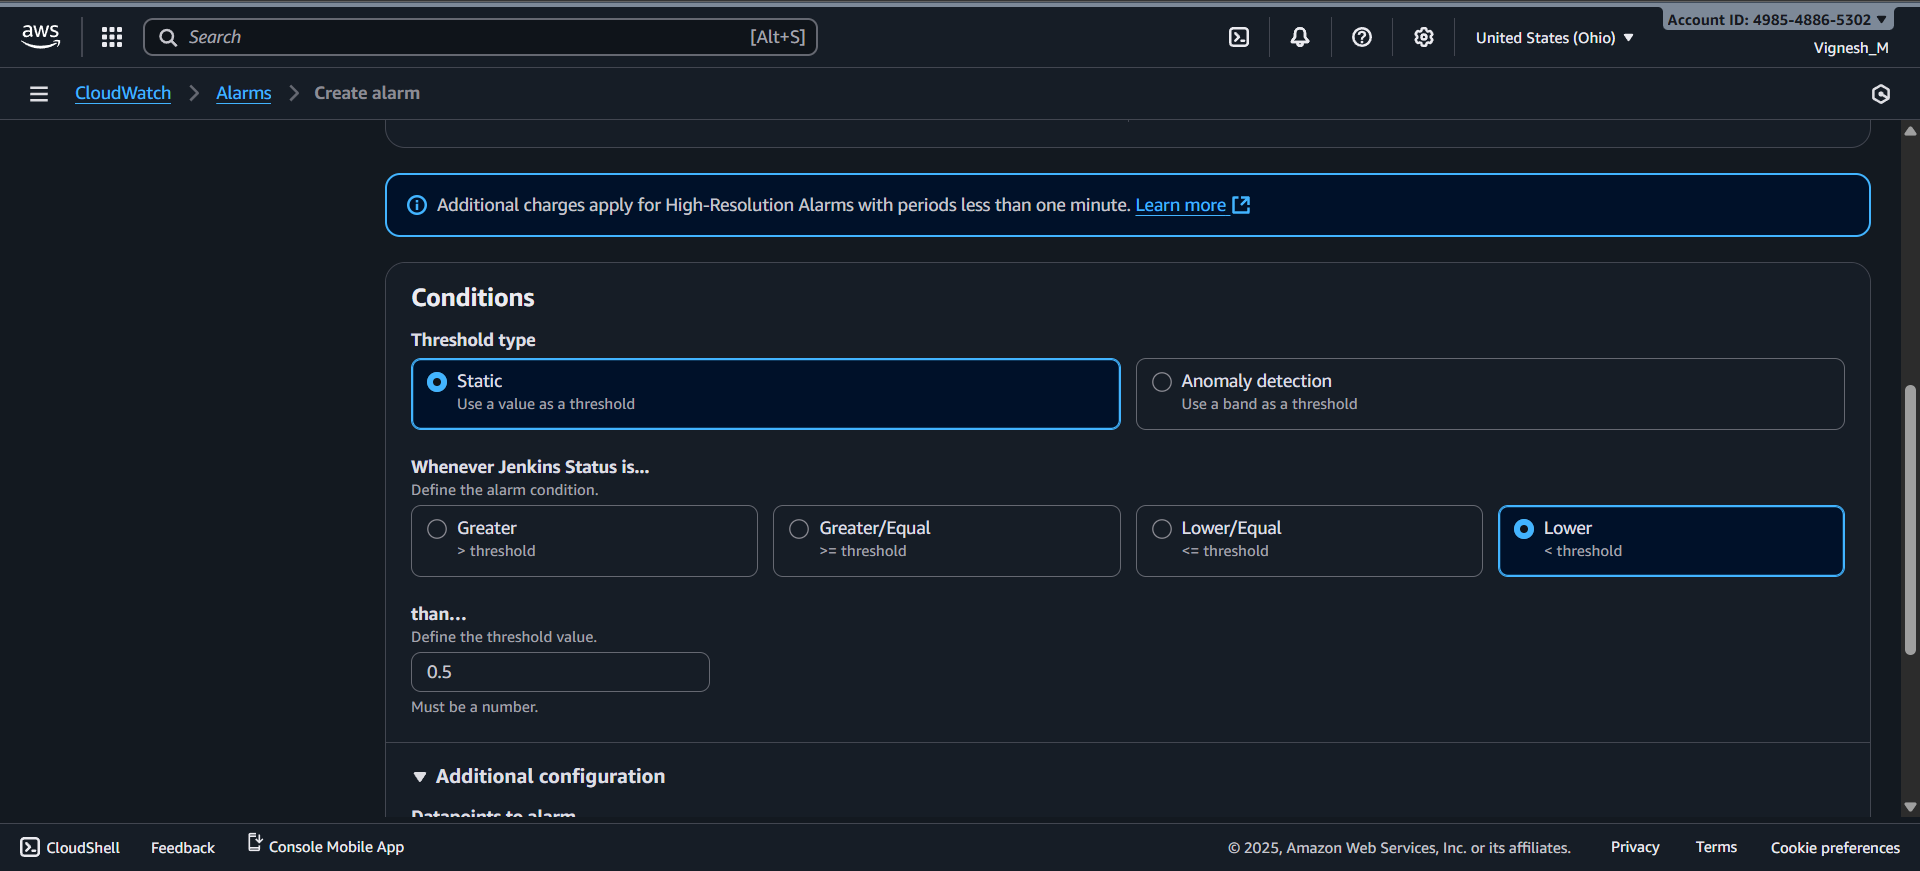 aws
Search
[Alt+S]
United States (Ohio)
Account ID: 4985-4886-5302
Vignesh_M
CloudWatch
Alarms
Create alarm
Additional charges apply for High-Resolution Alarms with periods less than one minute. Learn more
Conditions
Threshold type
Static
Use a value as a threshold
Anomaly detection
Use a band as a threshold
Whenever Jenkins Status is...
Define the alarm condition.
Greater
> threshold
Greater/Equal
>= threshold
Lower/Equal
<= threshold
Lower
< threshold
than...
Define the threshold value.
0.5
Must be a number.
Additional configuration
Datapoints to alarm
CloudShell
Feedback
Console Mobile App
© 2025, Amazon Web Services, Inc. or its affiliates.
Privacy
Terms
Cookie preferences